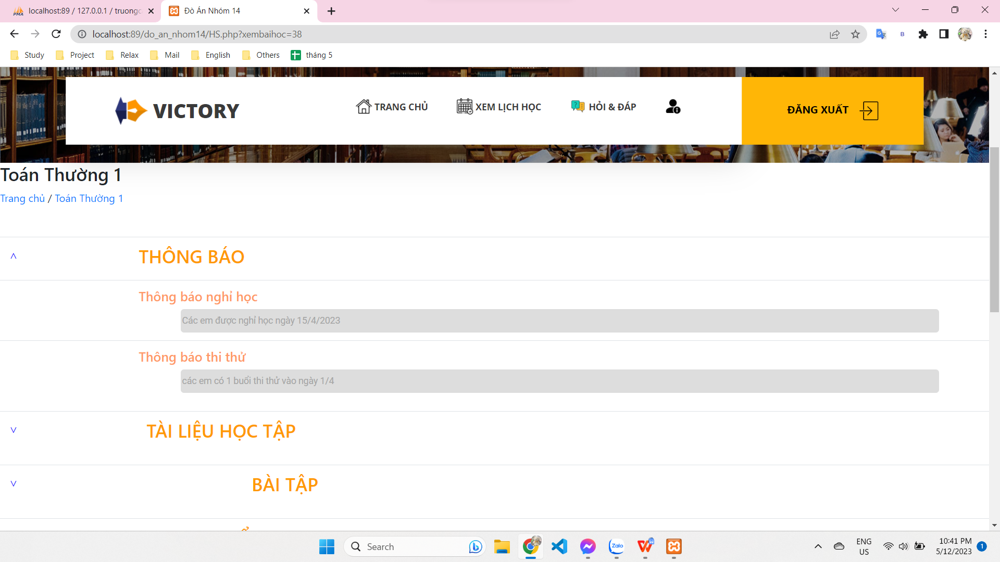 localhost:89 / 127.0.0.1 / truongc
Đò Án Nhóm 14
localhost:89/do_an_nhom14/HS.php?xembaihoc=38
Study
Project
Relax
Mail
English
Others
tháng 5
VICTORY
TRANG CHỦ
XEM LỊCH HỌC
HỎI & ĐÁP
ĐĂNG XUẤT
Toán Thường 1
Trang chủ / Toán Thường 1
THÔNG BÁO
Thông báo nghỉ học
Các em được nghỉ học ngày 15/4/2023
Thông báo thi thử
các em có 1 buổi thi thử vào ngày 1/4
TÀI LIỆU HỌC TẬP
BÀI TẬP
Search
Zalo
ENG
US
10:41 PM
5/12/2023
1